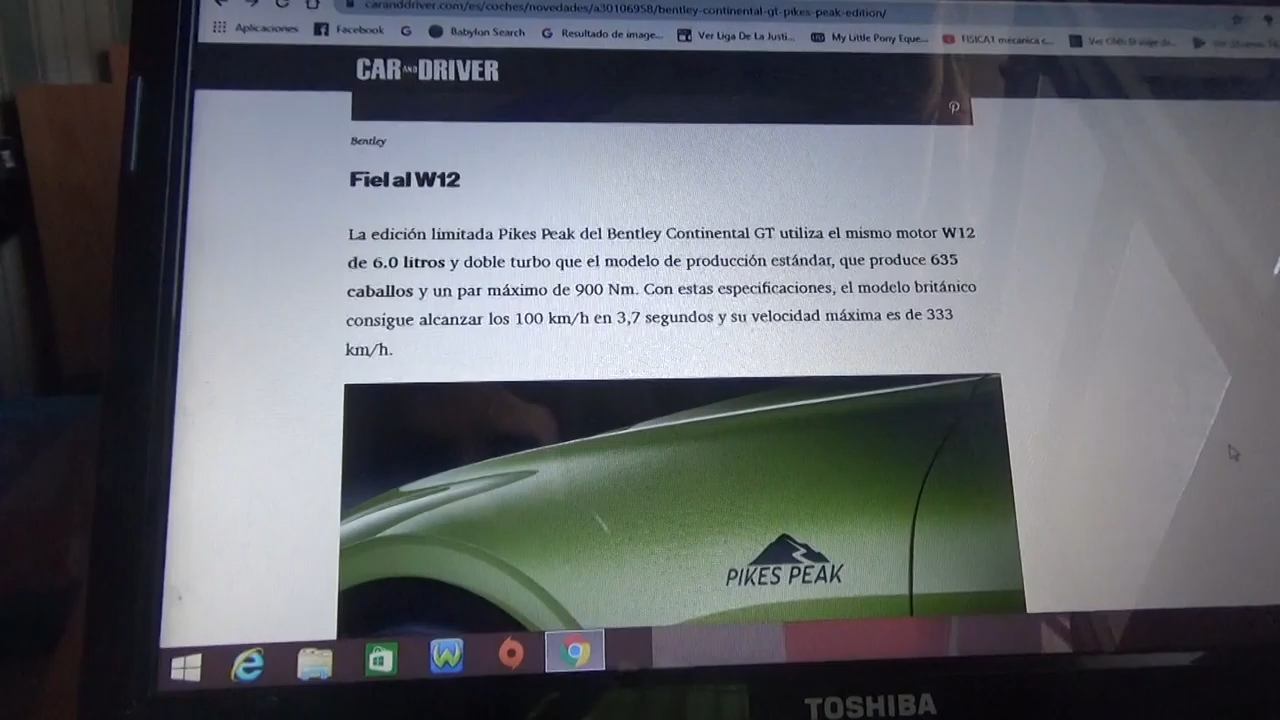 caranddriver.com/es/coches/novedades/a30106958/bentley-continental-gt-pikes-peak-edition/
Aplicaciones Facebook Babylon Search Resultado de image... Ver Liga De La Justi... My Little Pony Eque... FISICA1 mecanica c...
CAR AND DRIVER
Bentley
Fiel al W12
La edición limitada Pikes Peak del Bentley Continental GT utiliza el mismo motor W12
de 6.0 litros y doble turbo que el modelo de producción estándar, que produce 635
caballos y un par máximo de 900 Nm. Con estas especificaciones, el modelo británico
consigue alcanzar los 100 km/h en 3,7 segundos y su velocidad máxima es de 333
km/h.
PIKES PEAK
TOSHIBA